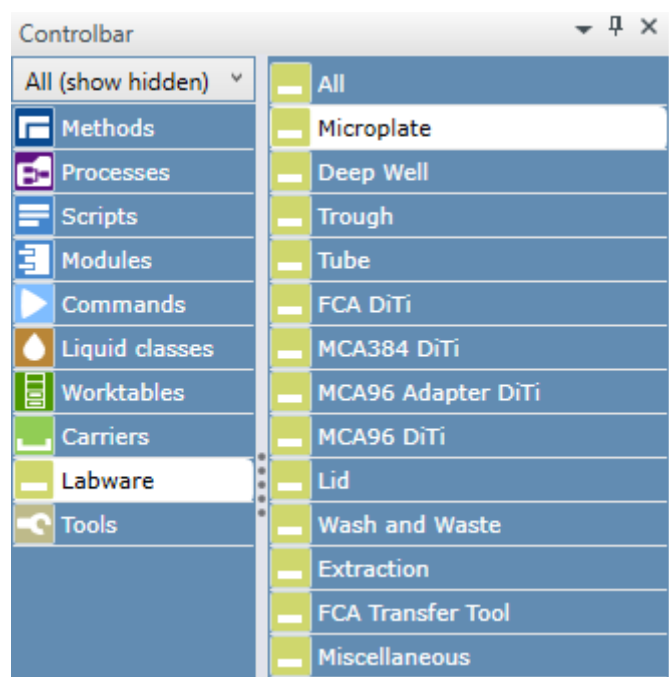 Controlbar
All (show hidden)
Methods
Processes
Scripts
Modules
Commands
Liquid classes
Worktables
Carriers
Labware
Tools
All
Microplate
Deep Well
Trough
Tube
FCA DiTi
MCA384 DiTi
MCA96 Adapter DiTi
MCA96 DiTi
Lid
Wash and Waste
Extraction
FCA Transfer Tool
Miscellaneous